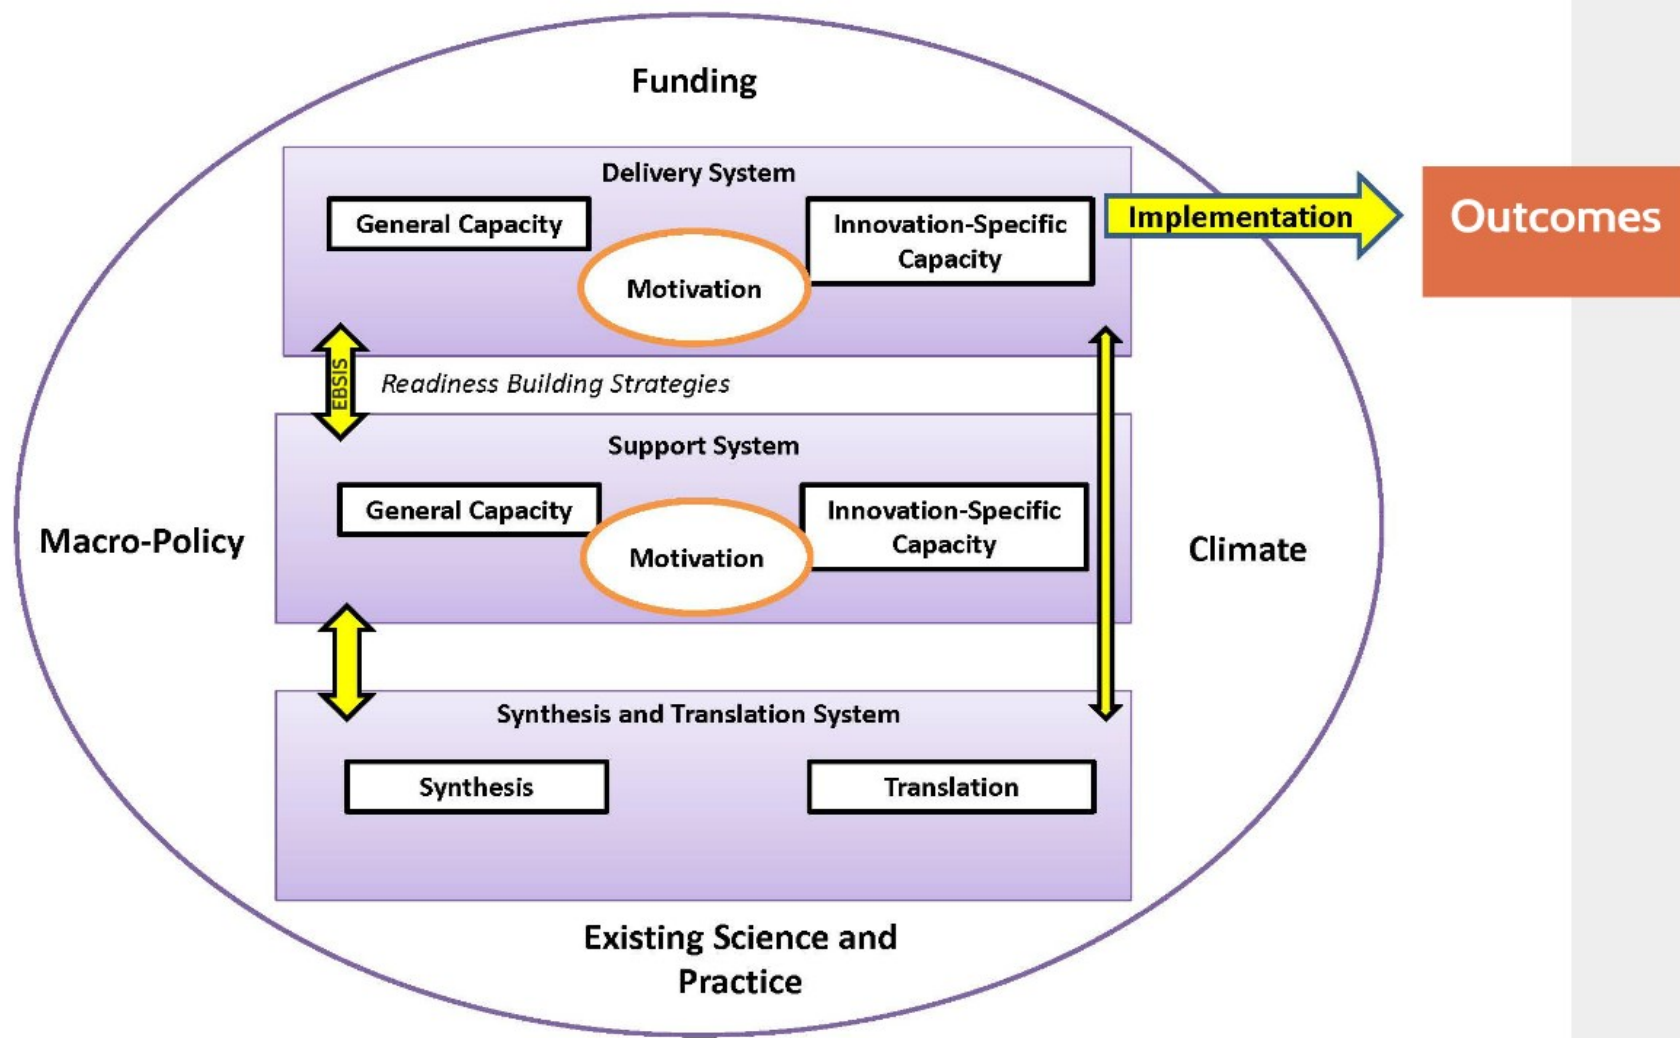 Funding
Delivery System
General Capacity
Innovation-Specific
Capacity
Motivation
Implementation
Outcomes
EBSIS
Readiness Building Strategies
Support System
General Capacity
Innovation-Specific
Capacity
Motivation
Macro-Policy
Climate
Synthesis and Translation System
Synthesis
Translation
Existing Science and
Practice